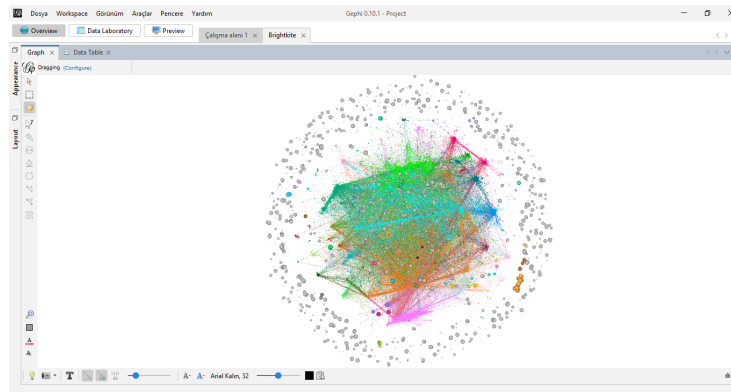 Dosya Workspace Görünüm Araçlar Pencere Yardım
Gephi 0.10.1 - Project
Overview Data Laboratory Preview Çalışma alanı 1 Brightkite
Graph Data Table
Dragging (Configure)
Appearance
Layout
T A- A- Arial Kalın, 32